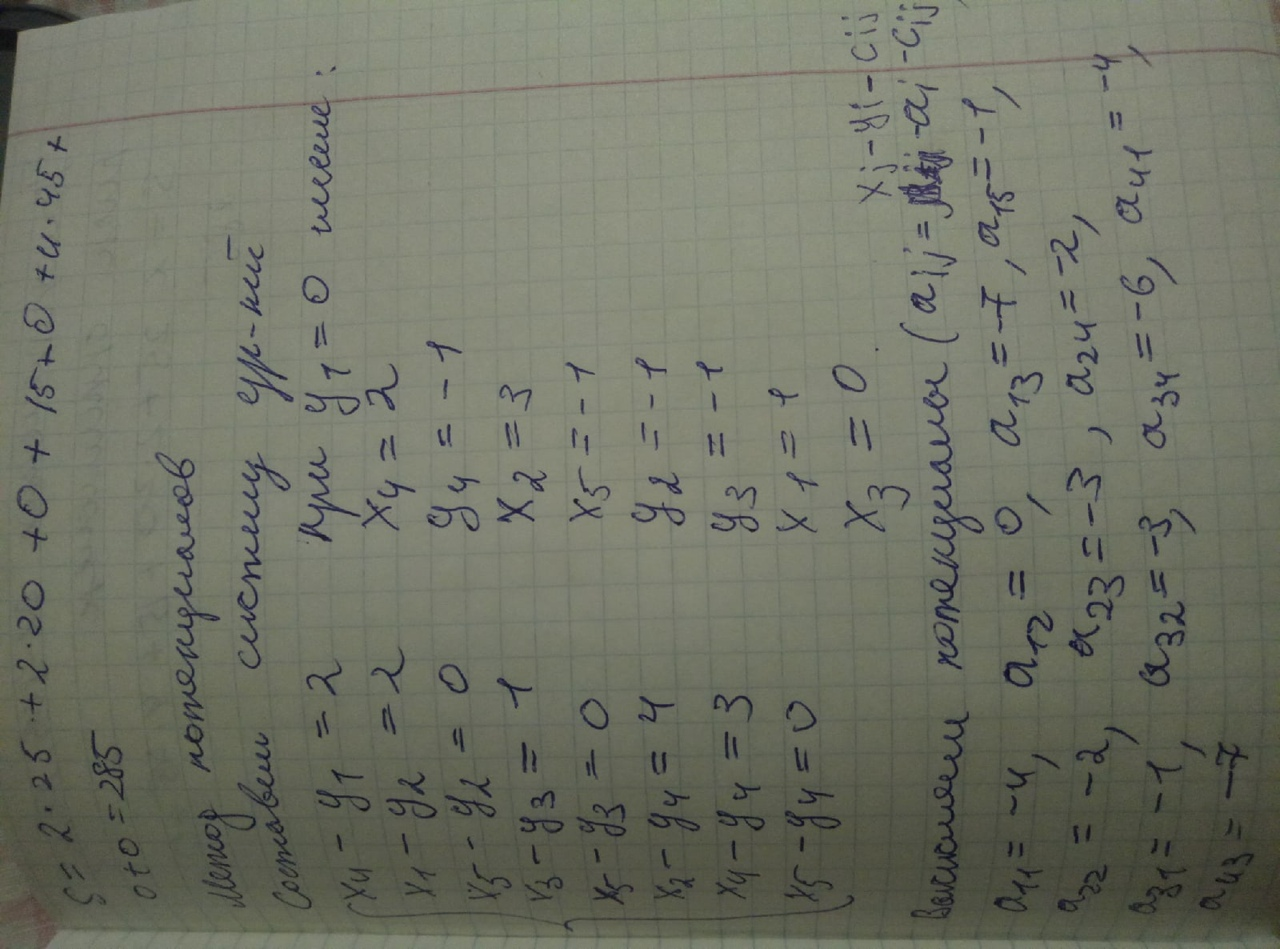 S = 2·25 + 2·20 + 0 + 15 + 0 + 4·45 +
0 + 0 = 285
Метод потенциалов
Составем систему ур-ний
x4 - y1 = 2 При y1 = 0 имеем:
x1 - y2 = 2 x4 = 2
x5 - y2 = 0 y4 = -1
x3 - y3 = 1 x2 = 3
x5 - y3 = 0 x5 = -1
x2 - y4 = 4 y2 = -1
x4 - y4 = 3 y3 = -1
x5 - y4 = 0 x1 = 1
x3 = 0
xj - yi - cij
Вычислим потенциалы (aij = -ai - cij
a11 = -4, a12 = 0, a13 = -7, a15 = -1,
a22 = -2, a23 = -3, a24 = -2,
a31 = -1, a32 = -3, a34 = -6, a41 = -4,
a43 = -7